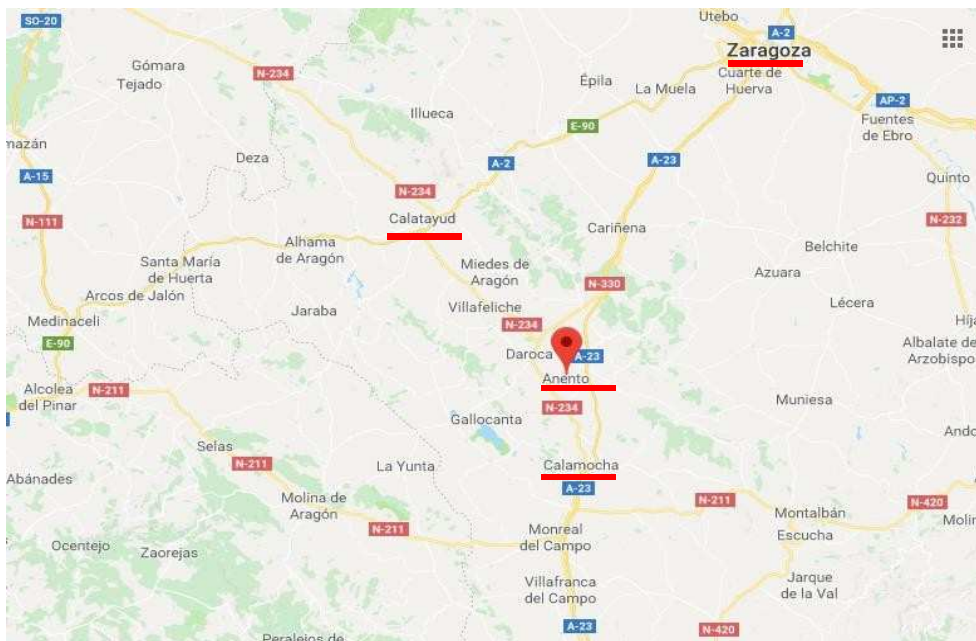 SO-20
Utebo
A-2
Zaragoza
Gómara
Tejado
N-234
Épila
La Muela
Cuarte de
Huerva
AP-2
Illueca
Fuentes
de Ebro
E-90
mazán
Deza
A-2
A-23
A-15
N-234
Quinto
N-111
Calatayud
Cariñena
N-232
Alhama
de Aragón
Belchite
Santa María
de Huerta
Miedes de
Aragón
Azuara
Arcos de Jalón
N-330
Jaraba
Villafeliche
Lécera
Medinaceli
N-234
Híja
E-90
Daroca
A-23
Albalate de
Arzobispo
Alcolea
del Pinar
N-211
Anento
N-234
Muniesa
Gallocanta
Ando
Selas
N-211
La Yunta
Calamocha
Abánades
A-23
Molina de
Aragón
N-211
N-420
Montalbán
Molin
N-211
Monreal
del Campo
Escucha
Ocentejo
Zaorejas
Villafranca
del Campo
Jarque
de la Val
A-23
N-420
Peralejos de